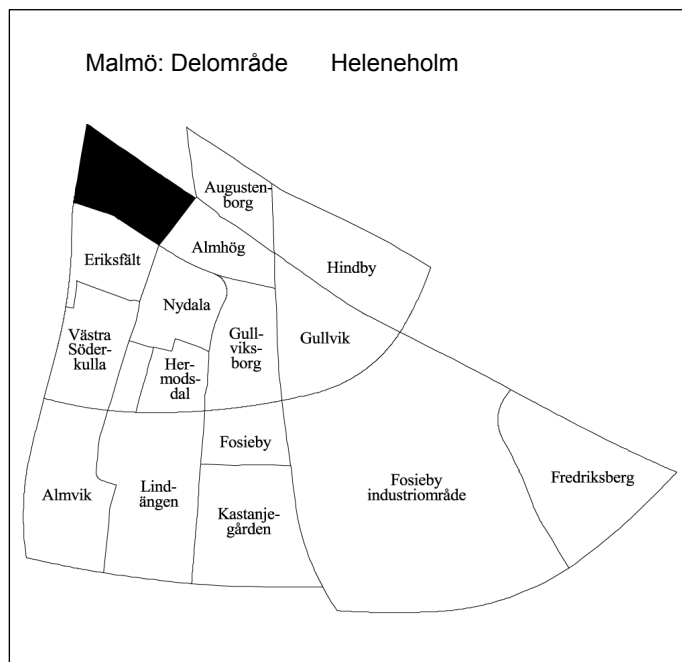 Malmö: Delområde Heleneholm
Augusten-
borg
Almhög
Eriksfält
Hindby
Nydala
Västra
Söder-
kulla
Gull-
viks-
borg
Gullvik
Her-
mods-
dal
Fosieby
Almvik
Lind-
ängen
Fosieby
industriområde
Fredriksberg
Kastanje-
gården